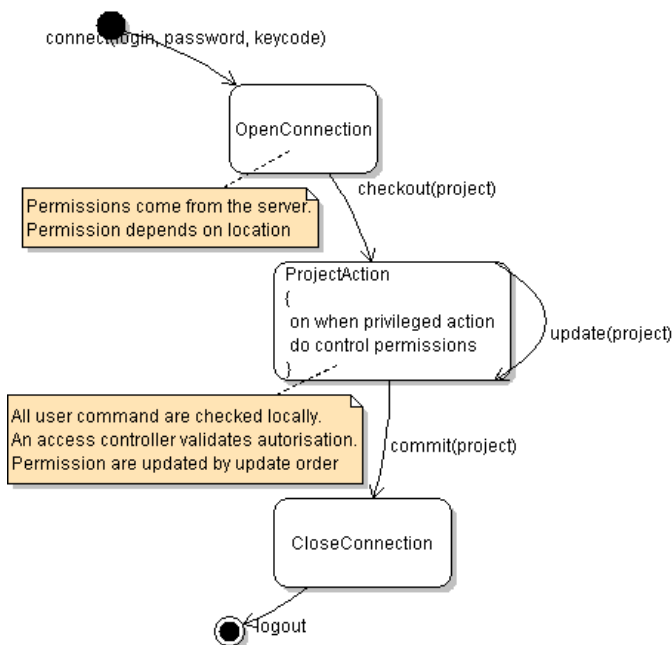 connect(login, password, keycode)
OpenConnection
checkout(project)
Permissions come from the server.
Permission depends on location
ProjectAction
{
on when privileged action
do control permissions
}
update(project)
All user command are checked locally.
An access controller validates autorisation.
Permission are updated by update order
commit(project)
CloseConnection
logout